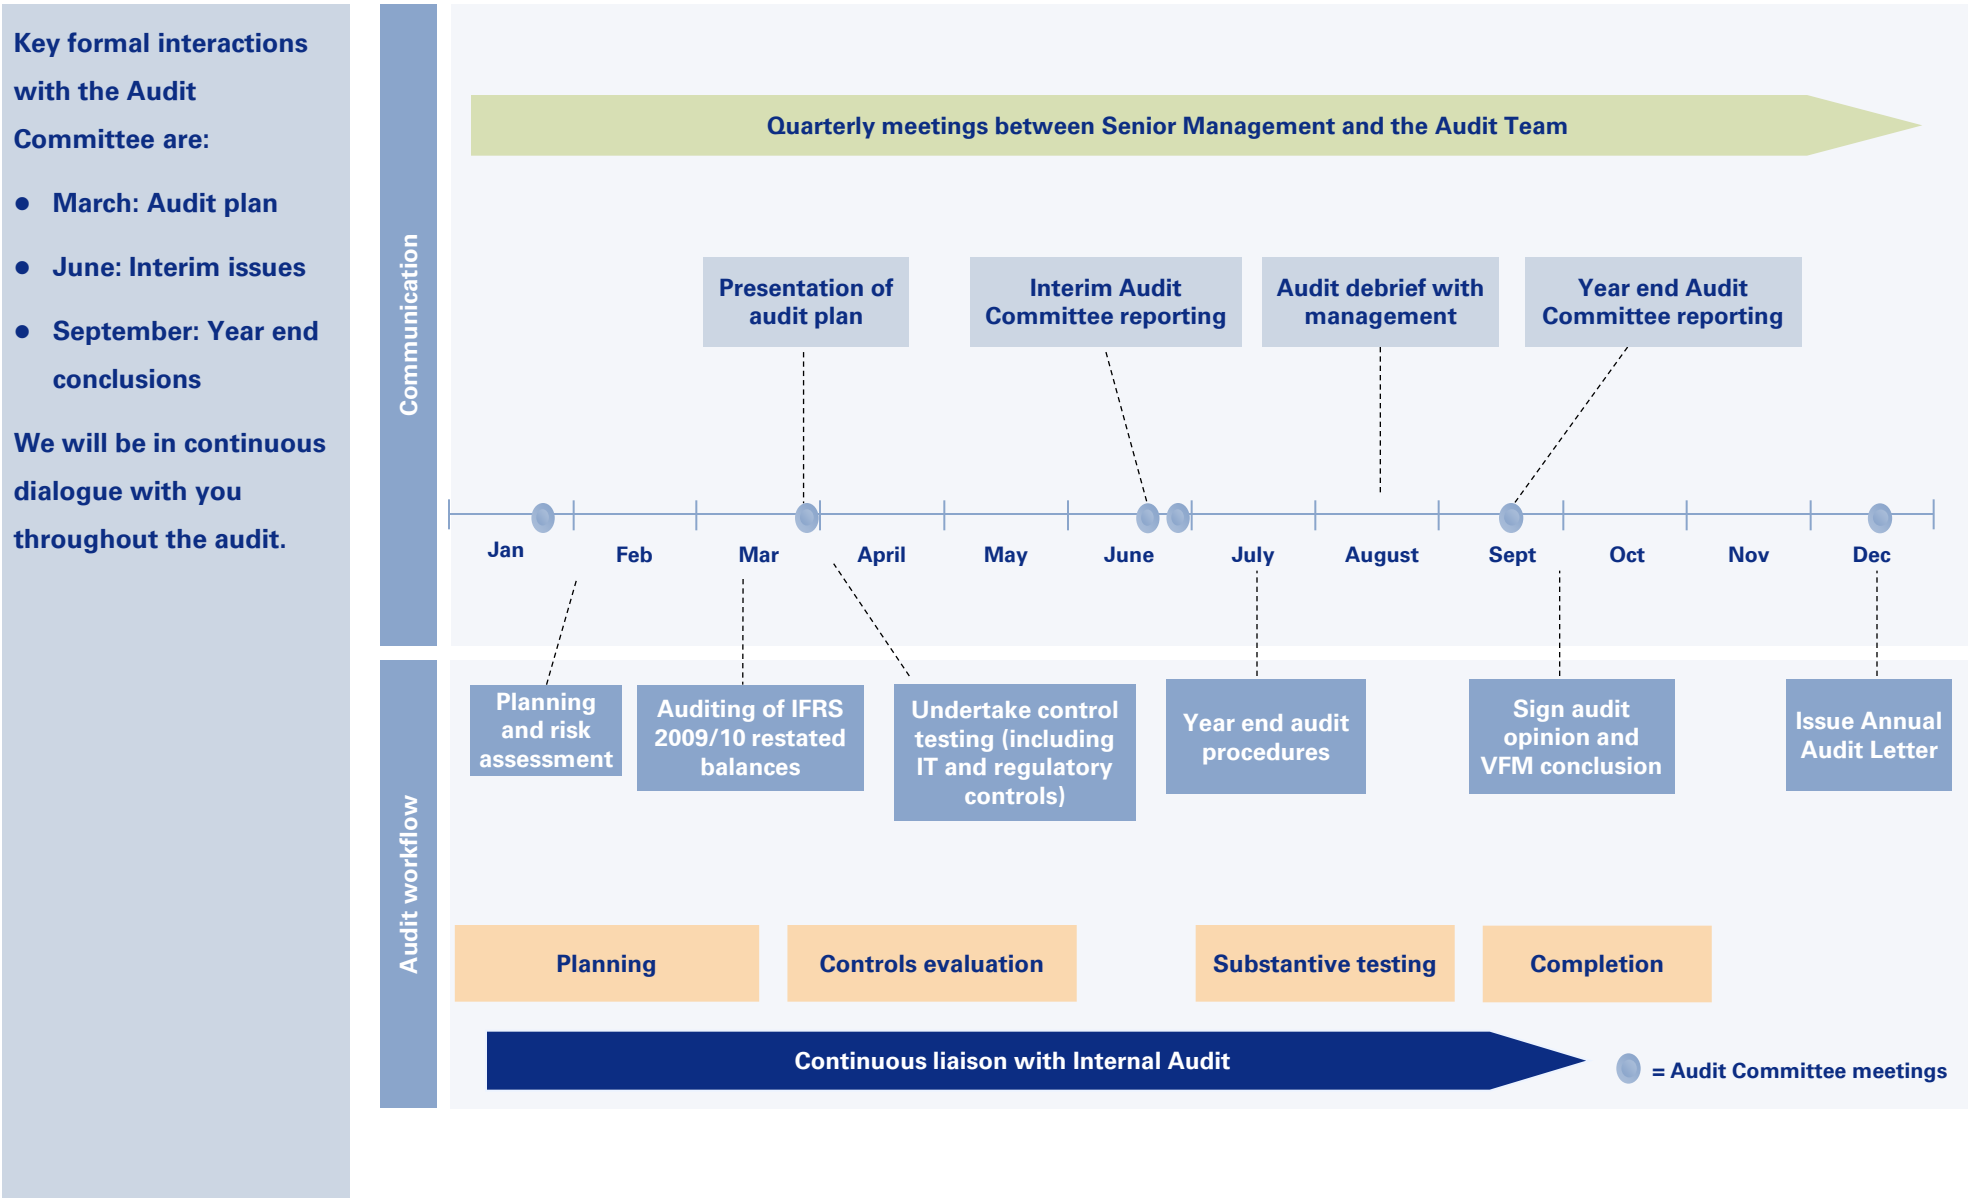 Key formal interactions
with the Audit
Committee are:
● March: Audit plan
● June: Interim issues
● September: Year end
conclusions
We will be in continuous
dialogue with you
throughout the audit.
Communication
Quarterly meetings between Senior Management and the Audit Team
Presentation of
audit plan
Interim Audit
Committee reporting
Audit debrief with
management
Year end Audit
Committee reporting
Jan Feb Mar April May June July August Sept Oct Nov Dec
Audit workflow
Planning
and risk
assessment
Auditing of IFRS
2009/10 restated
balances
Undertake control
testing (including
IT and regulatory
controls)
Year end audit
procedures
Sign audit
opinion and
VFM conclusion
Issue Annual
Audit Letter
Planning
Controls evaluation
Substantive testing
Completion
Continuous liaison with Internal Audit
= Audit Committee meetings